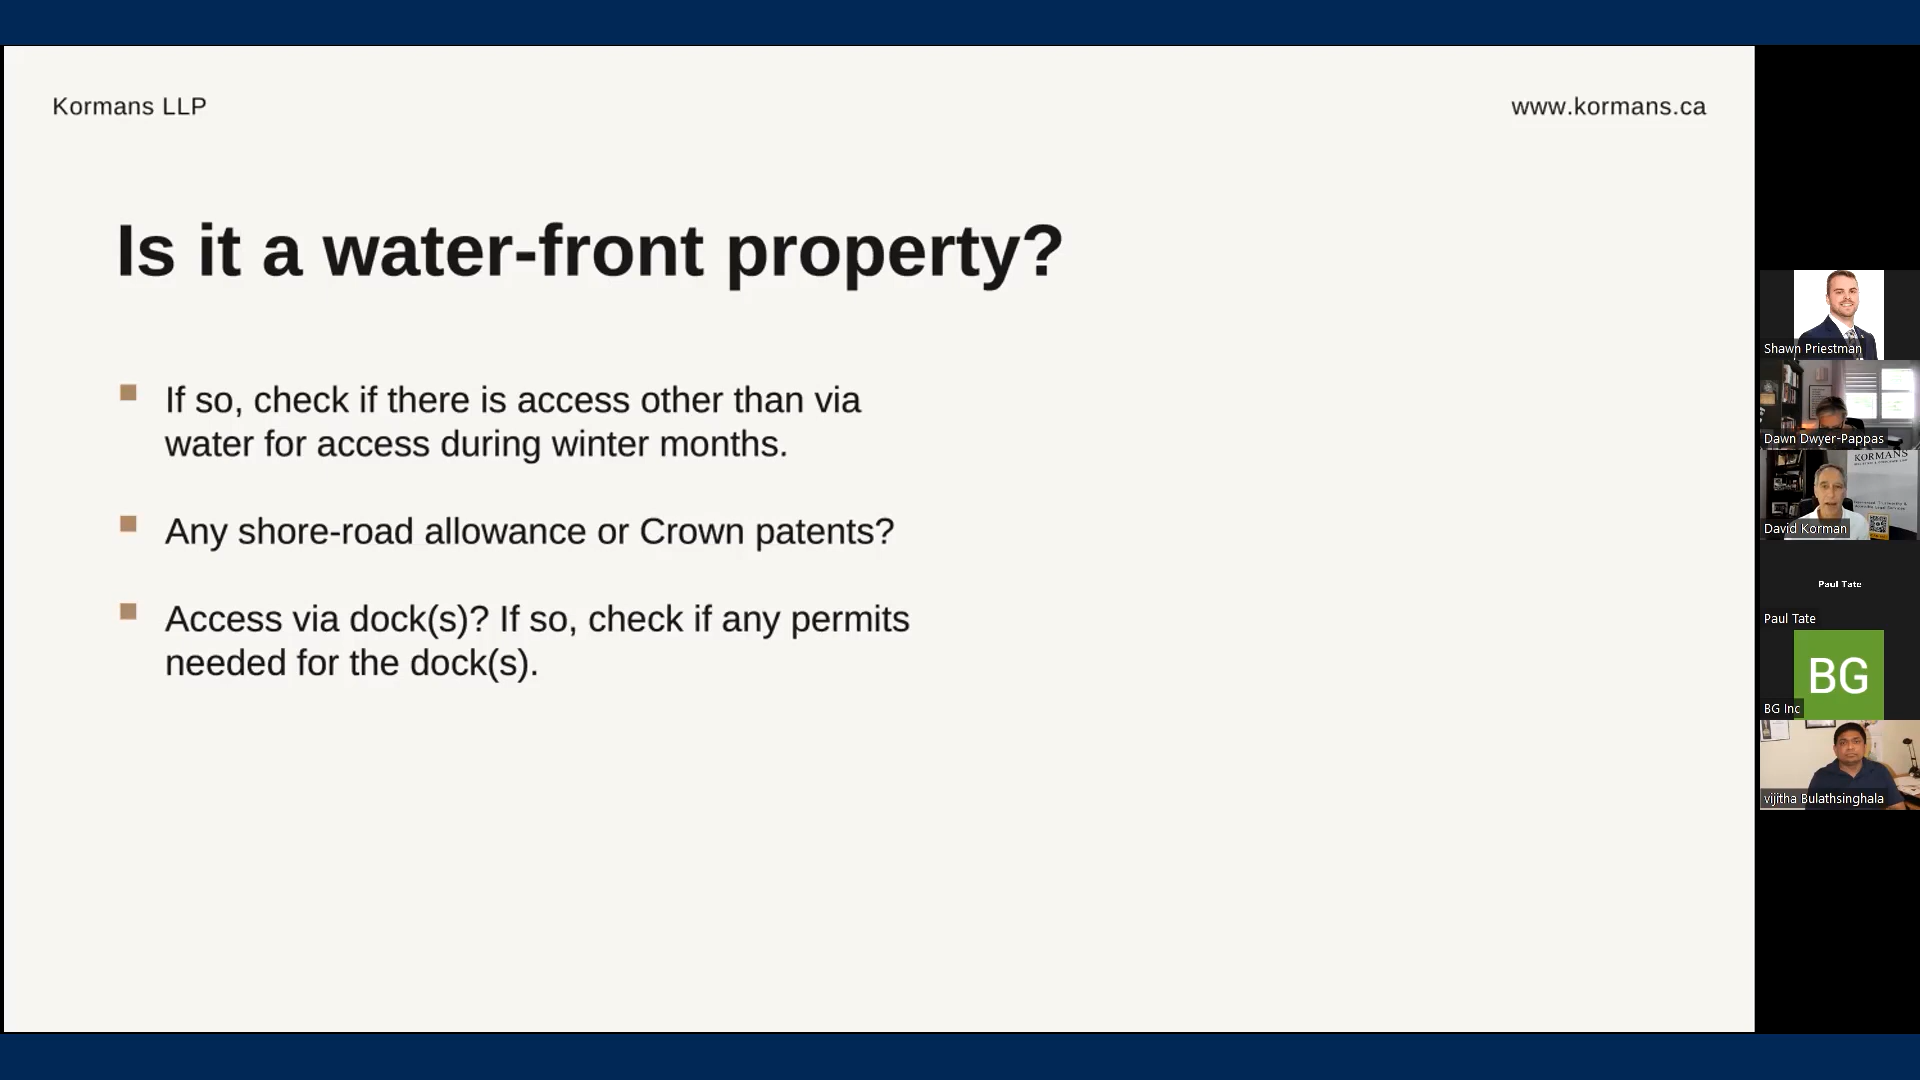 Kormans LLP
www.kormans.ca
Is it a water-front property?
If so, check if there is access other than via
water for access during winter months.
Any shore-road allowance or Crown patents?
Access via dock(s)? If so, check if any permits
needed for the dock(s).
Shawn Priestman
Dawn Dwyer-Pappas
KORMANS
David Korman
Paul Tate
Paul Tate
BG
BG Inc
vijitha Bulathsinghala